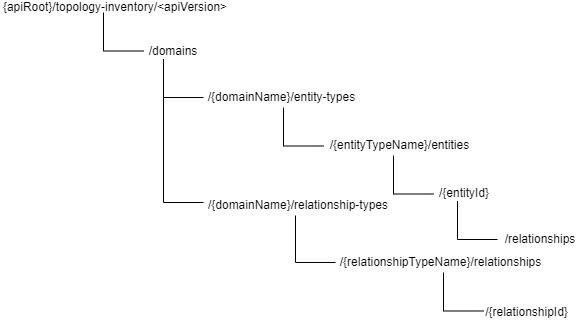 {apiRoot}/topology-inventory/<apiVersion>
/domains
/{domainName}/entity-types
/{entityTypeName}/entities
/{entityId}
/{domainName}/relationship-types
/relationships
/{relationshipTypeName}/relationships
/{relationshipId}